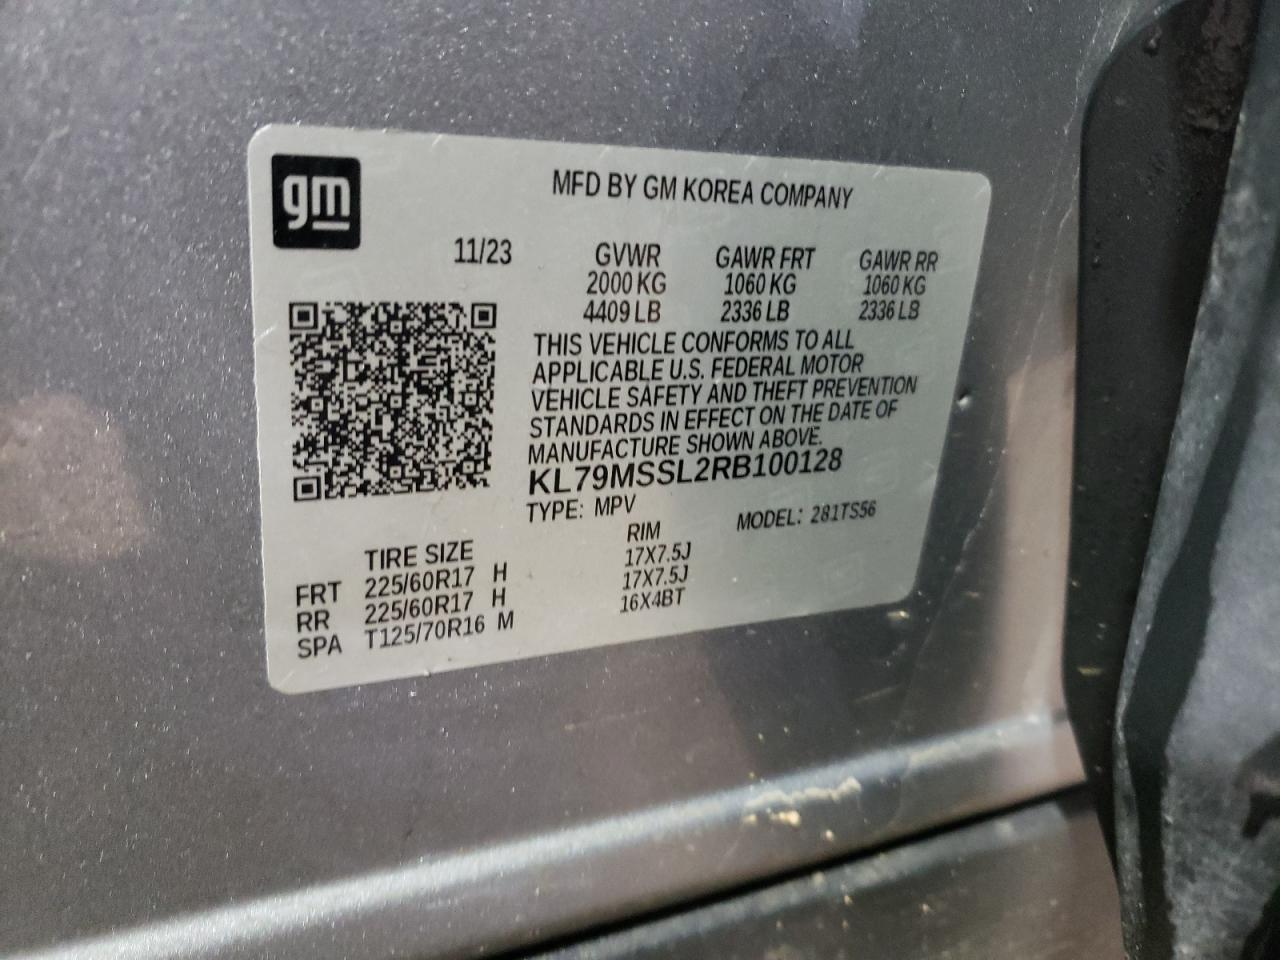 gm
MFD BY GM KOREA COMPANY
11/23 GVWR GAWR FRT GAWR RR
2000 KG 1060 KG 1060 KG
4409 LB 2336 LB 2336 LB
THIS VEHICLE CONFORMS TO ALL
APPLICABLE U.S. FEDERAL MOTOR
VEHICLE SAFETY AND THEFT PREVENTION
STANDARDS IN EFFECT ON THE DATE OF
MANUFACTURE SHOWN ABOVE.
KL79MSSL2RB100128
TYPE: MPV MODEL: 281TS56
TIRE SIZE RIM
FRT 225/60R17 H 17X7.5J
RR 225/60R17 H 17X7.5J
SPA T125/70R16 M 16X4BT